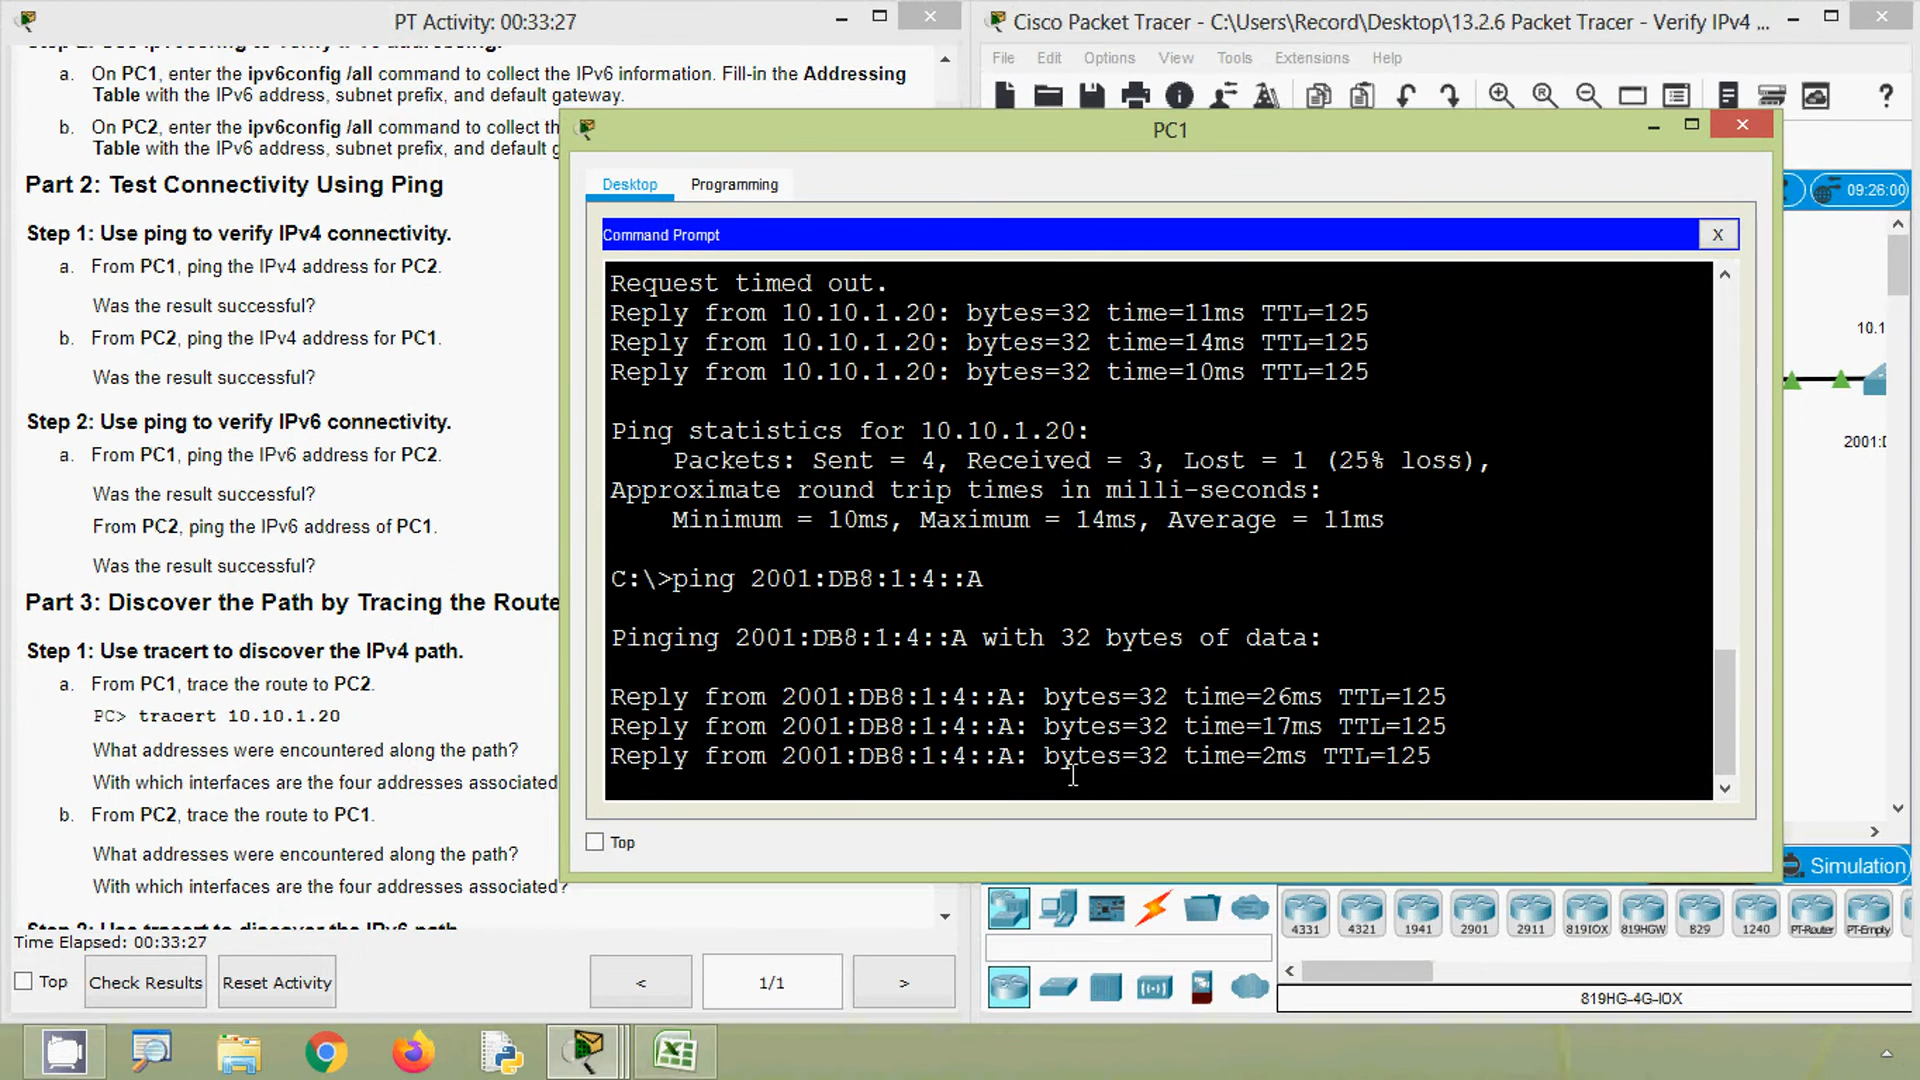 PT Activity: 00:33:27
a. On PC1, enter the ipv6config /all command to collect the IPv6 information. Fill-in the Addressing
Table with the IPv6 address, subnet prefix, and default gateway.
b. On PC2, enter the ipv6config /all command to collect the
Table with the IPv6 address, subnet prefix, and default g
Part 2: Test Connectivity Using Ping
Step 1: Use ping to verify IPv4 connectivity.
a. From PC1, ping the IPv4 address for PC2.
Was the result successful?
b. From PC2, ping the IPv4 address for PC1.
Was the result successful?
Step 2: Use ping to verify IPv6 connectivity.
a. From PC1, ping the IPv6 address for PC2.
Was the result successful?
From PC2, ping the IPv6 address of PC1.
Was the result successful?
Part 3: Discover the Path by Tracing the Route
Step 1: Use tracert to discover the IPv4 path.
a. From PC1, trace the route to PC2.
PC> tracert 10.10.1.20
What addresses were encountered along the path?
With which interfaces are the four addresses associated
b. From PC2, trace the route to PC1.
What addresses were encountered along the path?
With which interfaces are the four addresses associated?
Time Elapsed: 00:33:27
Top
Check Results
Reset Activity
<
1/1
>
Cisco Packet Tracer - C:\Users\Record\Desktop\13.2.6 Packet Tracer - Verify IPv4 ...
File Edit Options View Tools Extensions Help
?
09:26:00
10.1
2001:D
PC1
Desktop Programming
Command Prompt
X
Request timed out.
Reply from 10.10.1.20: bytes=32 time=11ms TTL=125
Reply from 10.10.1.20: bytes=32 time=14ms TTL=125
Reply from 10.10.1.20: bytes=32 time=10ms TTL=125
Ping statistics for 10.10.1.20:
Packets: Sent = 4, Received = 3, Lost = 1 (25% loss),
Approximate round trip times in milli-seconds:
Minimum = 10ms, Maximum = 14ms, Average = 11ms
C:\>ping 2001:DB8:1:4::A
Pinging 2001:DB8:1:4::A with 32 bytes of data:
Reply from 2001:DB8:1:4::A: bytes=32 time=26ms TTL=125
Reply from 2001:DB8:1:4::A: bytes=32 time=17ms TTL=125
Reply from 2001:DB8:1:4::A: bytes=32 time=2ms TTL=125
Top
Simulation
4331 4321 1941 2901 2911 819IOX 819HGW 829 1240 PT-Router PT-Empty
819HG-4G-IOX